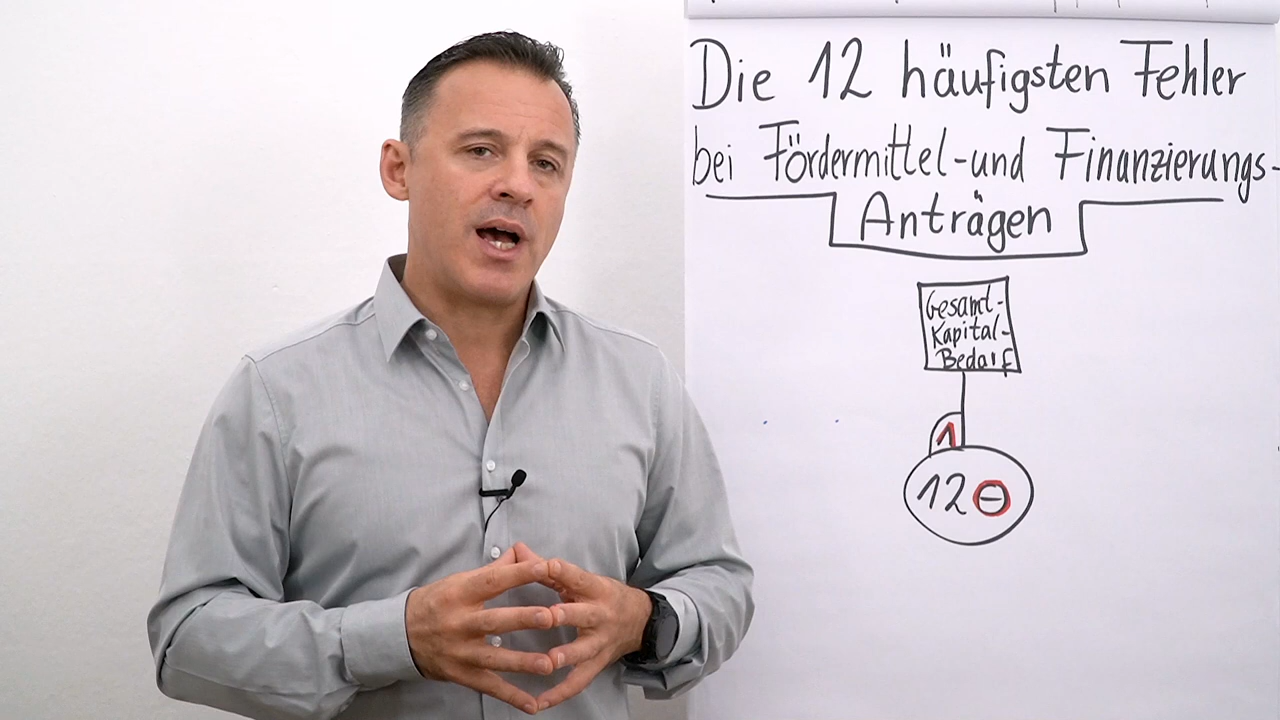 Die 12 häufigsten Fehler
bei Fördermittel-und Finanzierungs-
Anträgen
Gesamt-
Kapital-
Bedarf
1
12 -